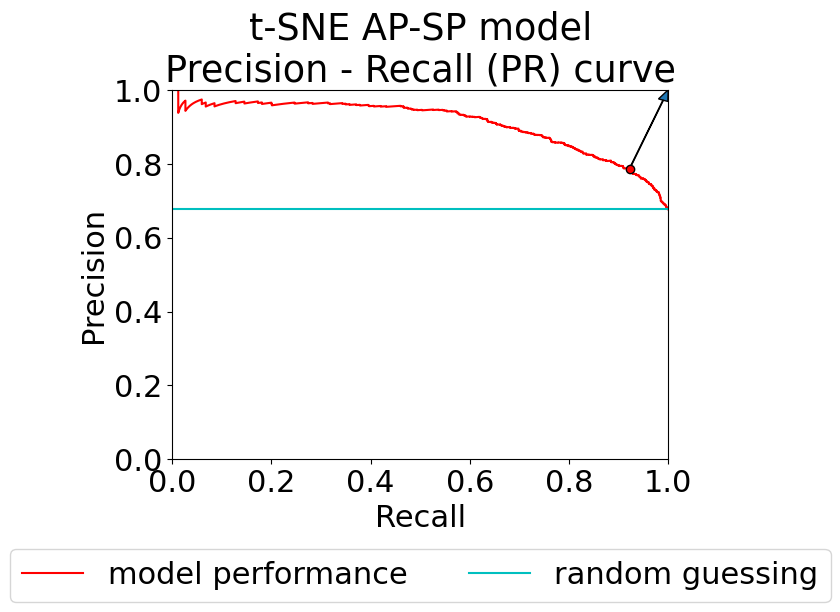 t-SNE AP-SP model
Precision - Recall (PR) curve
1.0
0.8
0.6
0.4
0.2
0.0
Precision
0.0 0.2 0.4 0.6 0.8 1.0
Recall
model performance random guessing